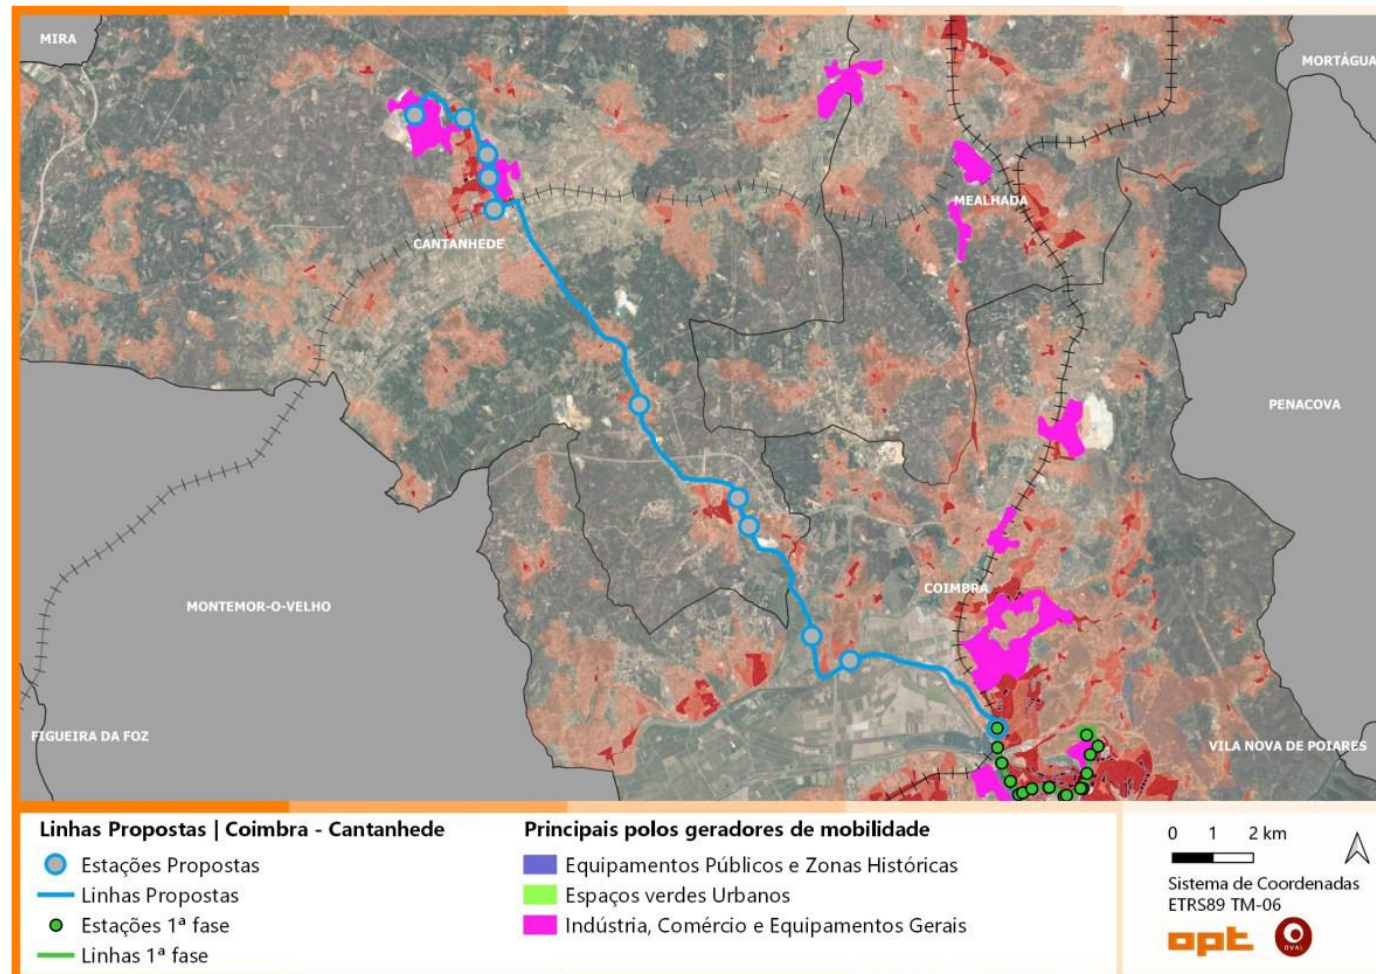 MIRA
MORTÁGUA
MEALHADA
CANTANHEDE
PENACOVA
COIMBRA
MONTEMOR-O-VELHO
FIGUEIRA DA FOZ
VILA NOVA DE POIARES
Linhas Propostas | Coimbra - Cantanhede
Estações Propostas
Linhas Propostas
Estações 1ª fase
Linhas 1ª fase
Principais polos geradores de mobilidade
Equipamentos Públicos e Zonas Históricas
Espaços verdes Urbanos
Indústria, Comércio e Equipamentos Gerais
0 1 2 km
Sistema de Coordenadas
ETRS89 TM-06
opt
OVAL